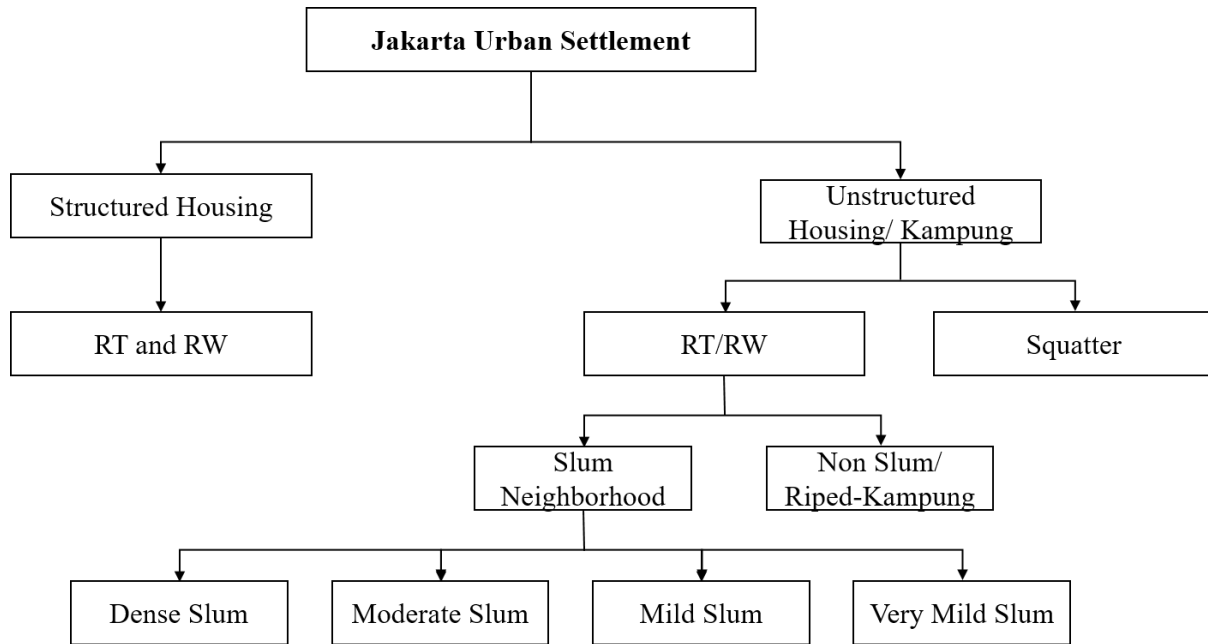 Jakarta Urban Settlement
Structured Housing
Unstructured
Housing/ Kampung
RT and RW
RT/RW
Squatter
Slum
Neighborhood
Non Slum/
Riped-Kampung
Dense Slum
Moderate Slum
Mild Slum
Very Mild Slum